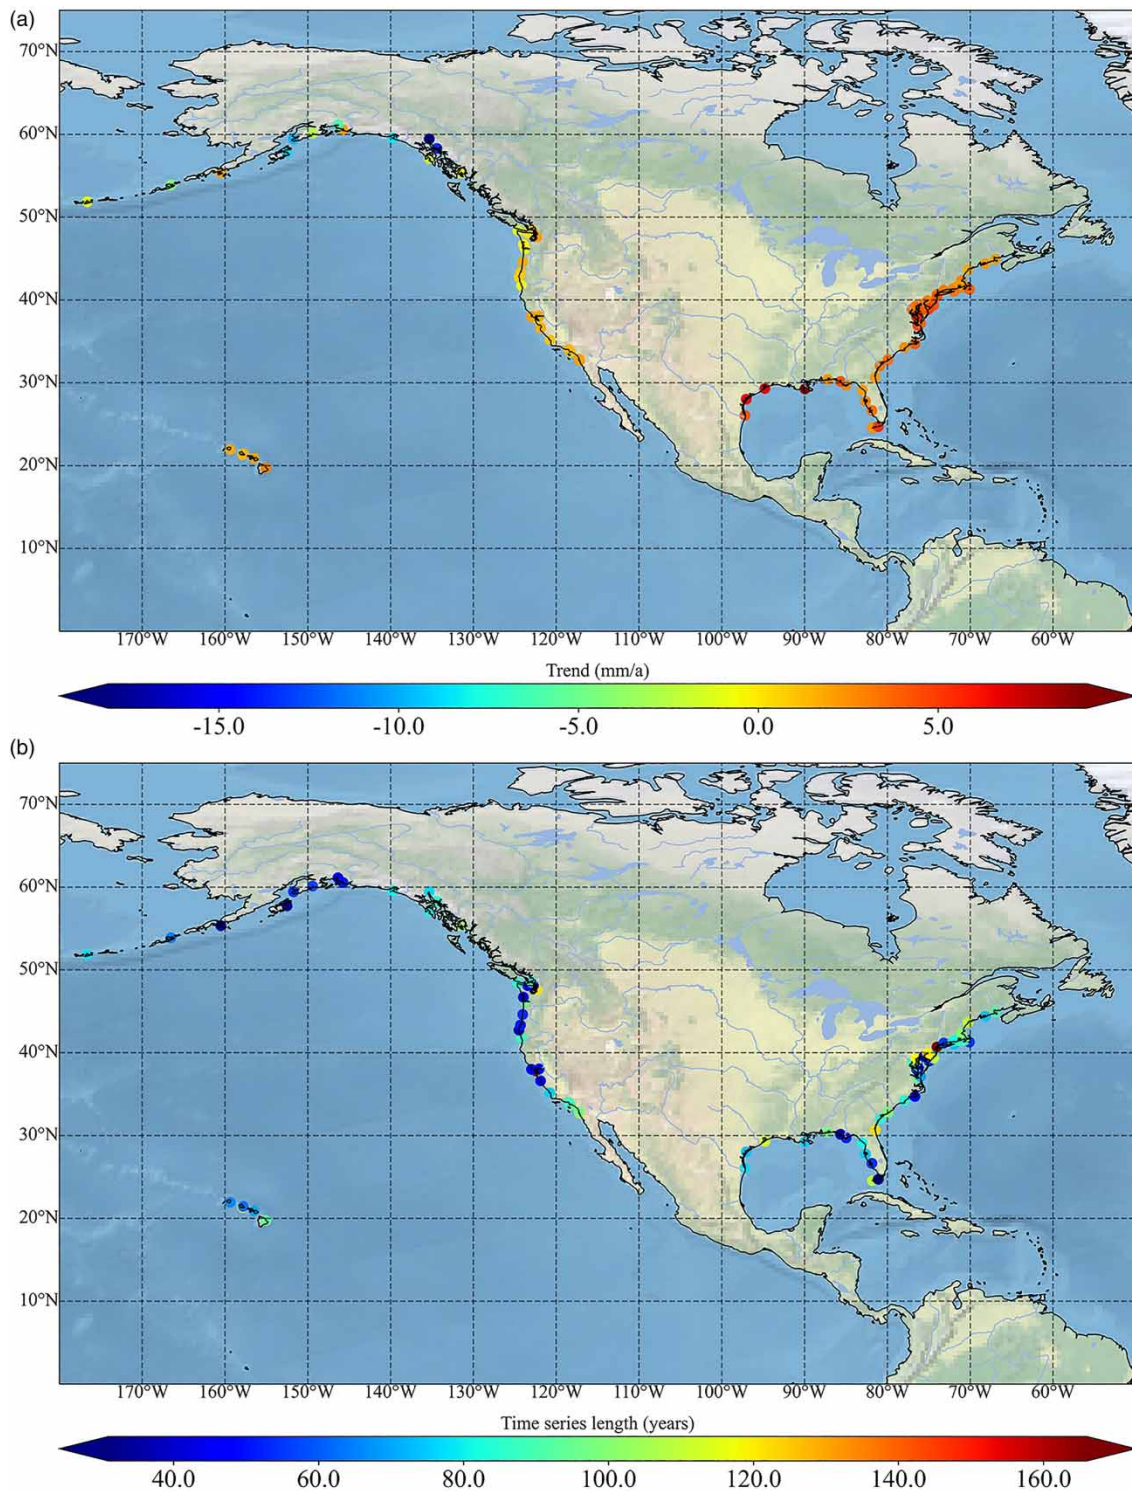 (a)
70°N
60°N
50°N
40°N
30°N
20°N
10°N
170°W 160°W 150°W 140°W 130°W 120°W 110°W 100°W 90°W 80°W 70°W 60°W
Trend (mm/a)
-15.0 -10.0 -5.0 0.0 5.0
(b)
70°N
60°N
50°N
40°N
30°N
20°N
10°N
170°W 160°W 150°W 140°W 130°W 120°W 110°W 100°W 90°W 80°W 70°W 60°W
Time series length (years)
40.0 60.0 80.0 100.0 120.0 140.0 160.0